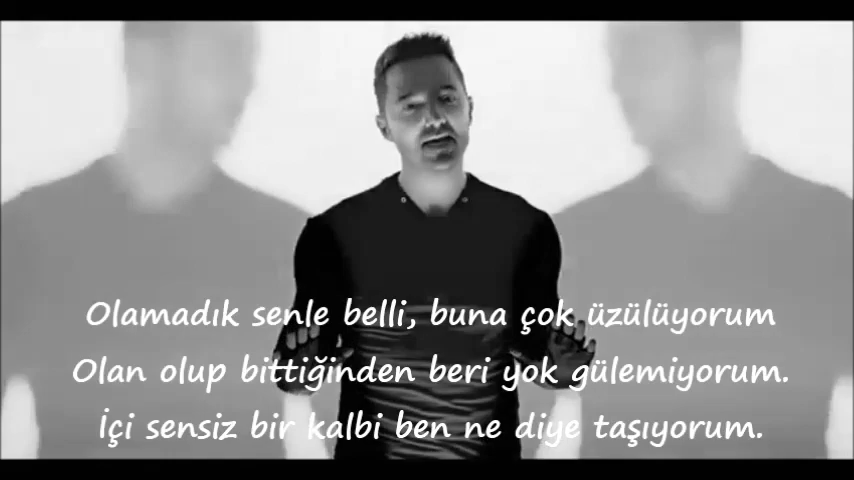 Olamadık senle belli, buna çok üzülüyorum
Olan olup bittiğinden beri yok gülemiyorum.
İçi sensiz bir kalbi ben ne diye taşıyorum.